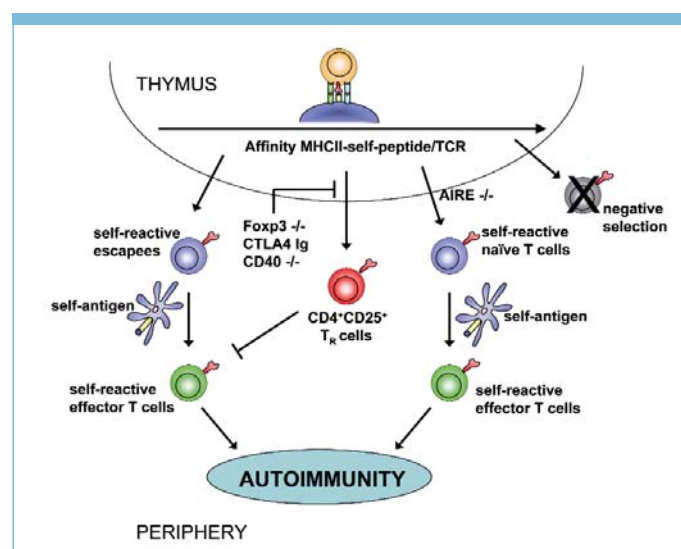 THYMUS
Affinity MHCII-self-peptide/TCR
AIRE -/-
self-reactive
escapees
Foxp3 -/-
CTLA4 Ig
CD40 -/-
self-reactive
naïve T cells
negative
selection
self-antigen
CD4⁺CD25⁺
T_R cells
self-antigen
self-reactive
effector T cells
self-reactive
effector T cells
AUTOIMMUNITY
PERIPHERY